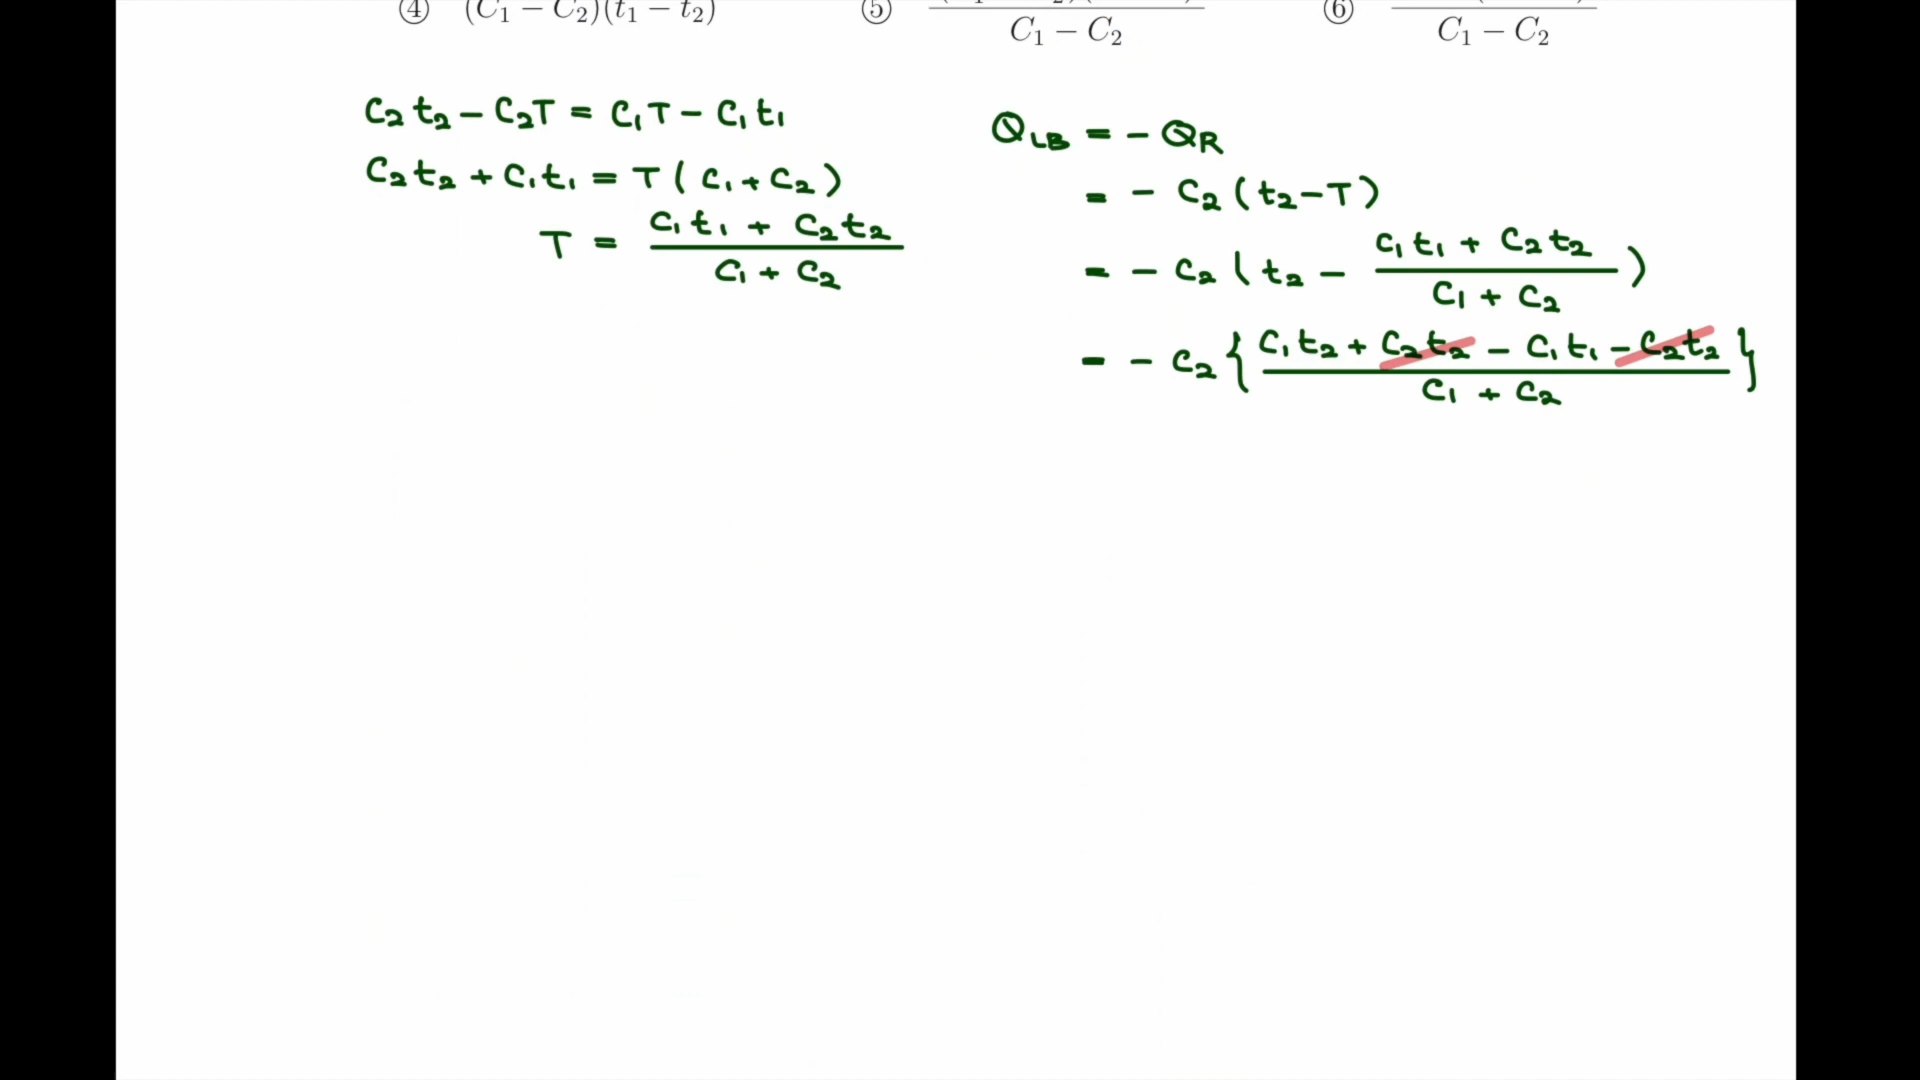 ④ (C₁ − C₂)(t₁ − t₂) ⑤ C₁ − C₂ ⑥ C₁ − C₂
C₂t₂ − C₂T = C₁T − C₁t₁
C₂t₂ + C₁t₁ = T(C₁ + C₂)
T = (C₁t₁ + C₂t₂) / (C₁ + C₂)
Q_LB = − Q_R
= − C₂(t₂ − T)
= − C₂(t₂ − (C₁t₁ + C₂t₂) / (C₁ + C₂))
= − C₂{(C₁t₂ + C₂t₂ − C₁t₁ − C₂t₂) / (C₁ + C₂)}